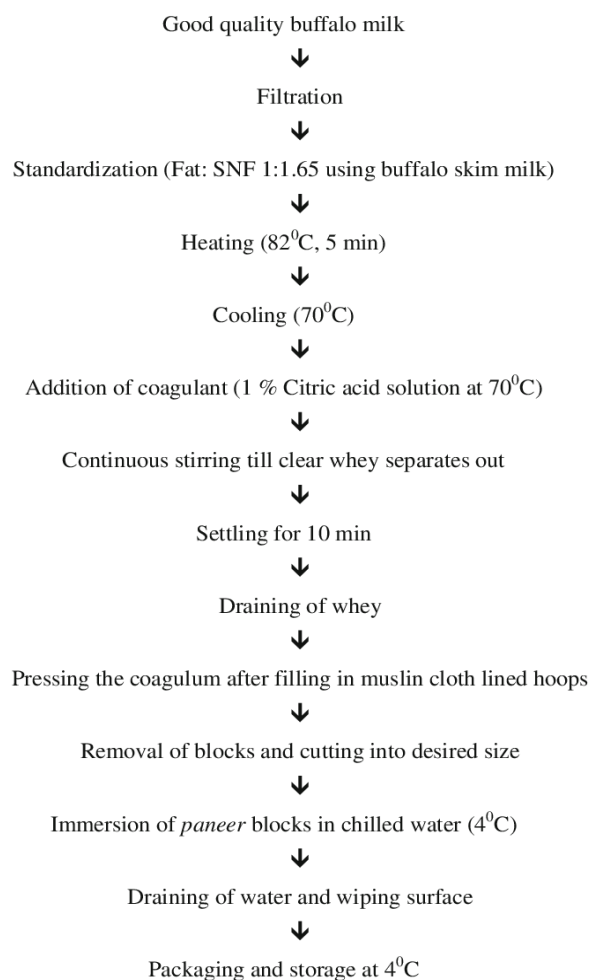 Good quality buffalo milk
Filtration
Standardization (Fat: SNF 1:1.65 using buffalo skim milk)
Heating (82⁰C, 5 min)
Cooling (70⁰C)
Addition of coagulant (1 % Citric acid solution at 70⁰C)
Continuous stirring till clear whey separates out
Settling for 10 min
Draining of whey
Pressing the coagulum after filling in muslin cloth lined hoops
Removal of blocks and cutting into desired size
Immersion of paneer blocks in chilled water (4⁰C)
Draining of water and wiping surface
Packaging and storage at 4⁰C